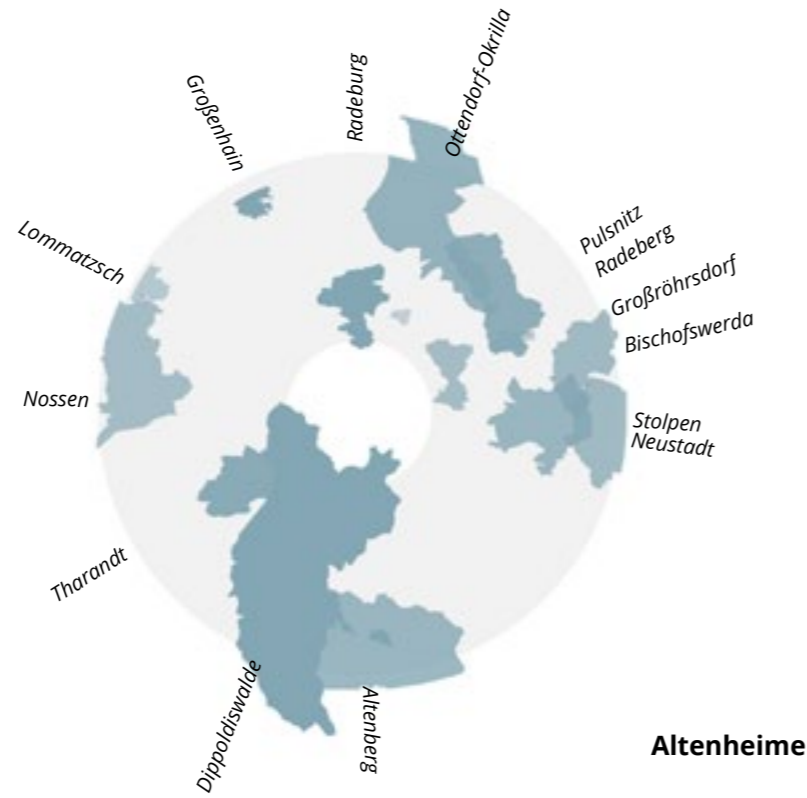 Ottendorf-Okrilla
Radeburg
Großenhain
Pulsnitz
Radeberg
Lommatzsch
Großröhrsdorf
Bischofswerda
Nossen
Stolpen
Neustadt
Tharandt
Dippoldiswalde
Altenberg
Altenheime